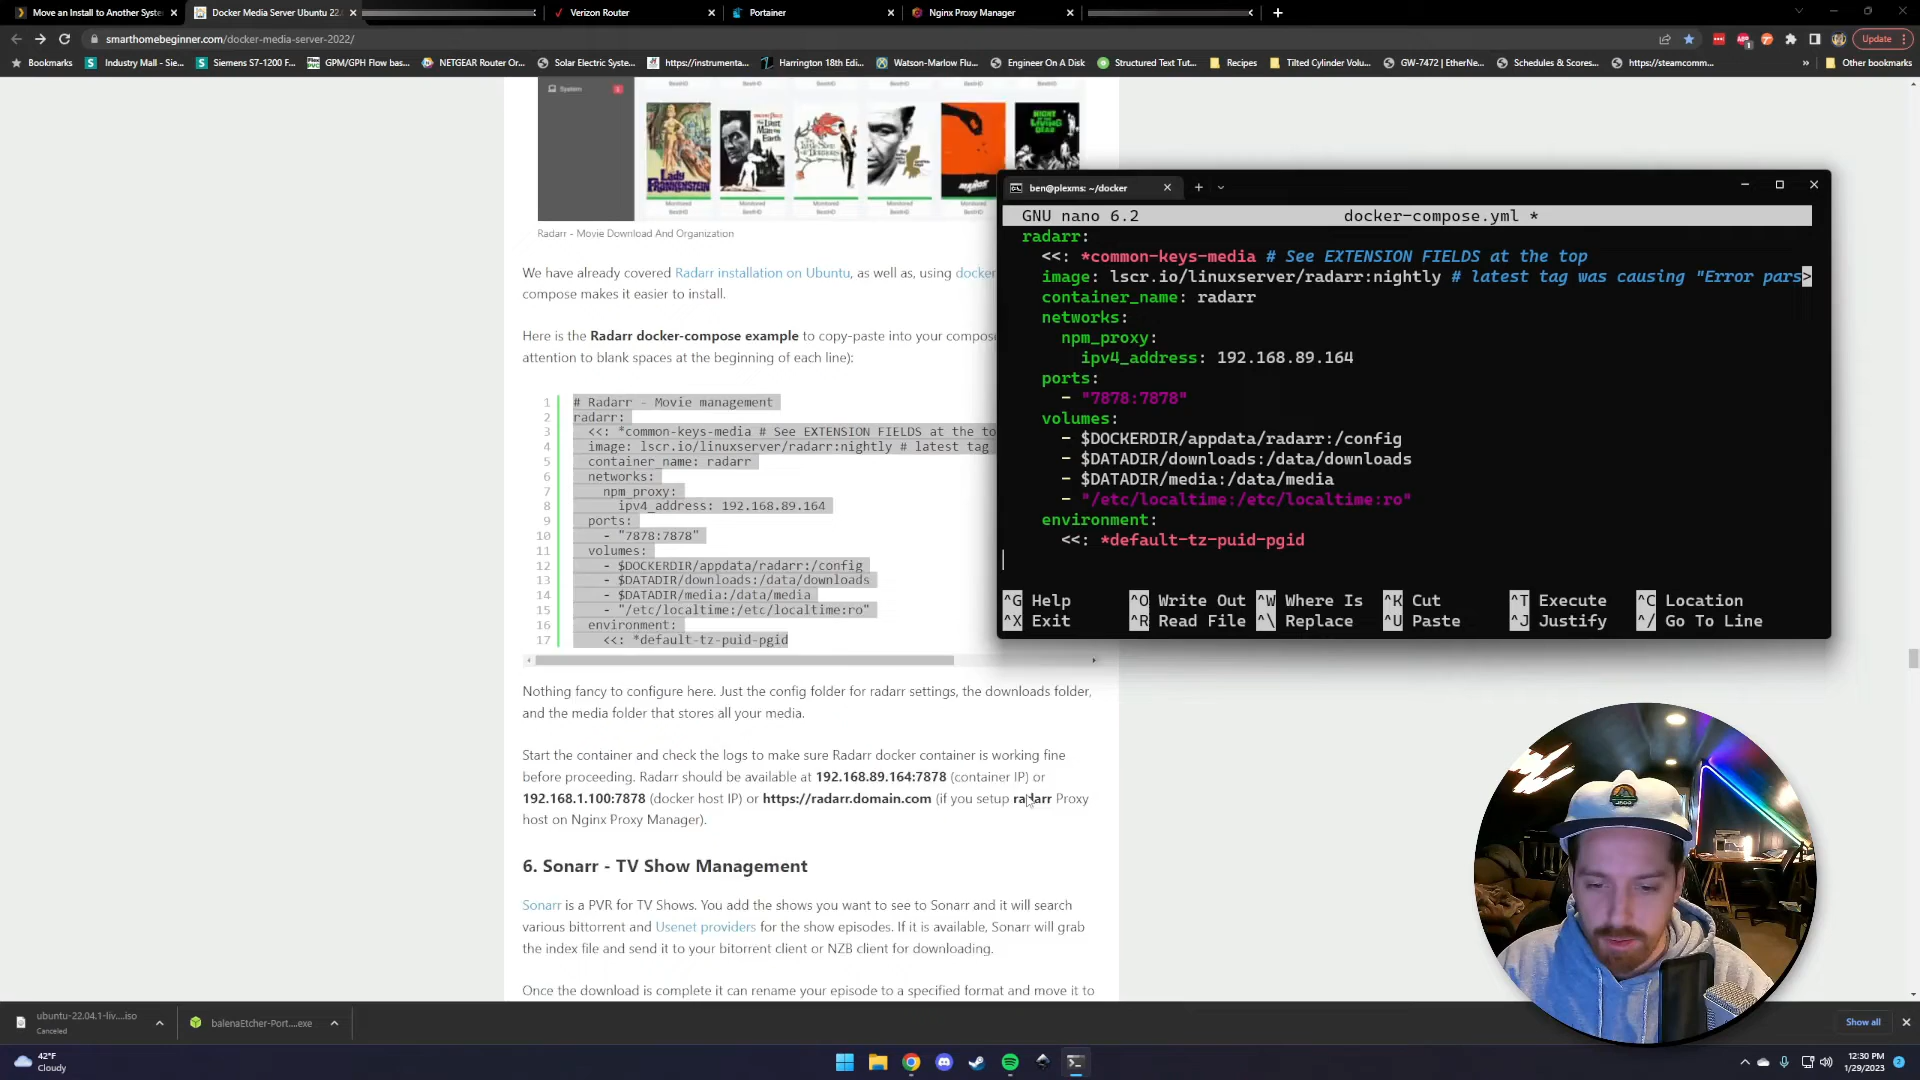 Move an Install to Another Syste
Docker Media Server Ubuntu 22.
Verizon Router
Portainer
Nginx Proxy Manager
smarthomebeginner.com/docker-media-server-2022/
Update
Bookmarks
Industry Mall - Sie...
Siemens S7-1200 F...
GPM/GPH Flow bas...
NETGEAR Router Or...
Solar Electric Syste...
https://instrumenta...
Harrington 18th Edi...
Watson-Marlow Flu...
Engineer On A Disk
Structured Text Tut...
Recipes
Tilted Cylinder Volu...
GW-7472 | EtherNe...
Schedules & Scores...
https://steamcomm...
Other bookmarks
System
LADY FRANKENSTEIN
Radarr - Movie Download And Organization
We have already covered Radarr installation on Ubuntu, as well as, using docker
compose makes it easier to install.
Here is the Radarr docker-compose example to copy-paste into your compos
attention to blank spaces at the beginning of each line):
1 # Radarr - Movie management
2 radarr:
3 <<: *common-keys-media # See EXTENSION FIELDS at the to
4 image: lscr.io/linuxserver/radarr:nightly # latest tag
5 container_name: radarr
6 networks:
7 npm_proxy:
8 ipv4_address: 192.168.89.164
9 ports:
10 - "7878:7878"
11 volumes:
12 - $DOCKERDIR/appdata/radarr:/config
13 - $DATADIR/downloads:/data/downloads
14 - $DATADIR/media:/data/media
15 - "/etc/localtime:/etc/localtime:ro"
16 environment:
17 <<: *default-tz-puid-pgid
Nothing fancy to configure here. Just the config folder for radarr settings, the downloads folder,
and the media folder that stores all your media.
Start the container and check the logs to make sure Radarr docker container is working fine
before proceeding. Radarr should be available at 192.168.89.164:7878 (container IP) or
192.168.1.100:7878 (docker host IP) or https://radarr.domain.com (if you setup radarr Proxy
host on Nginx Proxy Manager).
6. Sonarr - TV Show Management
Sonarr is a PVR for TV Shows. You add the shows you want to see to Sonarr and it will search
various bittorrent and Usenet providers for the show episodes. If it is available, Sonarr will grab
the index file and send it to your bitorrent client or NZB client for downloading.
Once the download is complete it can rename your episode to a specified format and move it to
ben@plexms: ~/docker
GNU nano 6.2 docker-compose.yml *
radarr:
<<: *common-keys-media # See EXTENSION FIELDS at the top
image: lscr.io/linuxserver/radarr:nightly # latest tag was causing "Error pars>
container_name: radarr
networks:
npm_proxy:
ipv4_address: 192.168.89.164
ports:
- "7878:7878"
volumes:
- $DOCKERDIR/appdata/radarr:/config
- $DATADIR/downloads:/data/downloads
- $DATADIR/media:/data/media
- "/etc/localtime:/etc/localtime:ro"
environment:
<<: *default-tz-puid-pgid
^G Help ^O Write Out ^W Where Is ^K Cut ^T Execute ^C Location
^X Exit ^R Read File ^\ Replace ^U Paste ^J Justify ^/ Go To Line
ubuntu-22.04.1-liv....iso
Canceled
balenaEtcher-Port....exe
Show all
42°F
Cloudy
12:30 PM
1/29/2023
2